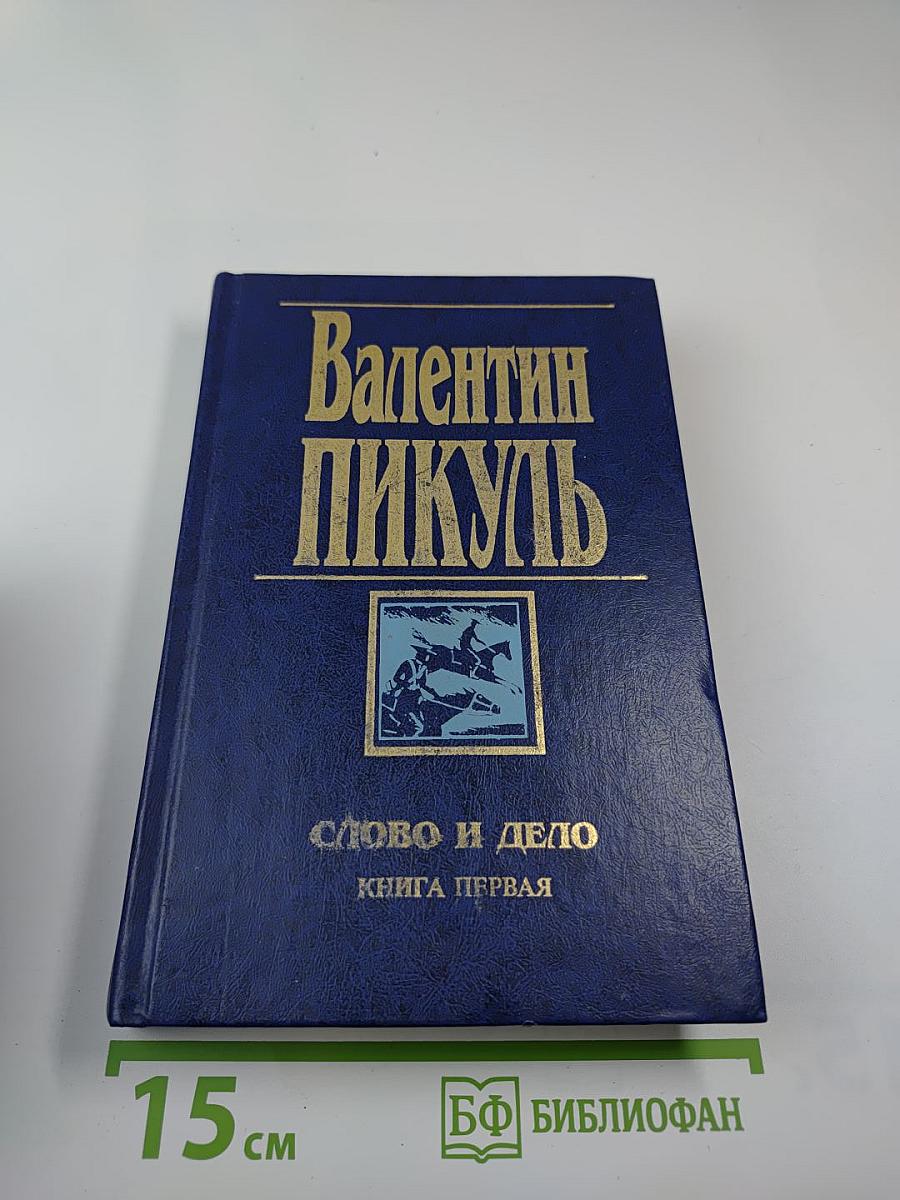 Валентин
ПИКУЛЬ
СЛОВО И ДЕЛО
КНИГА ПЕРВАЯ
15 см
БФ БИБЛИОФАН